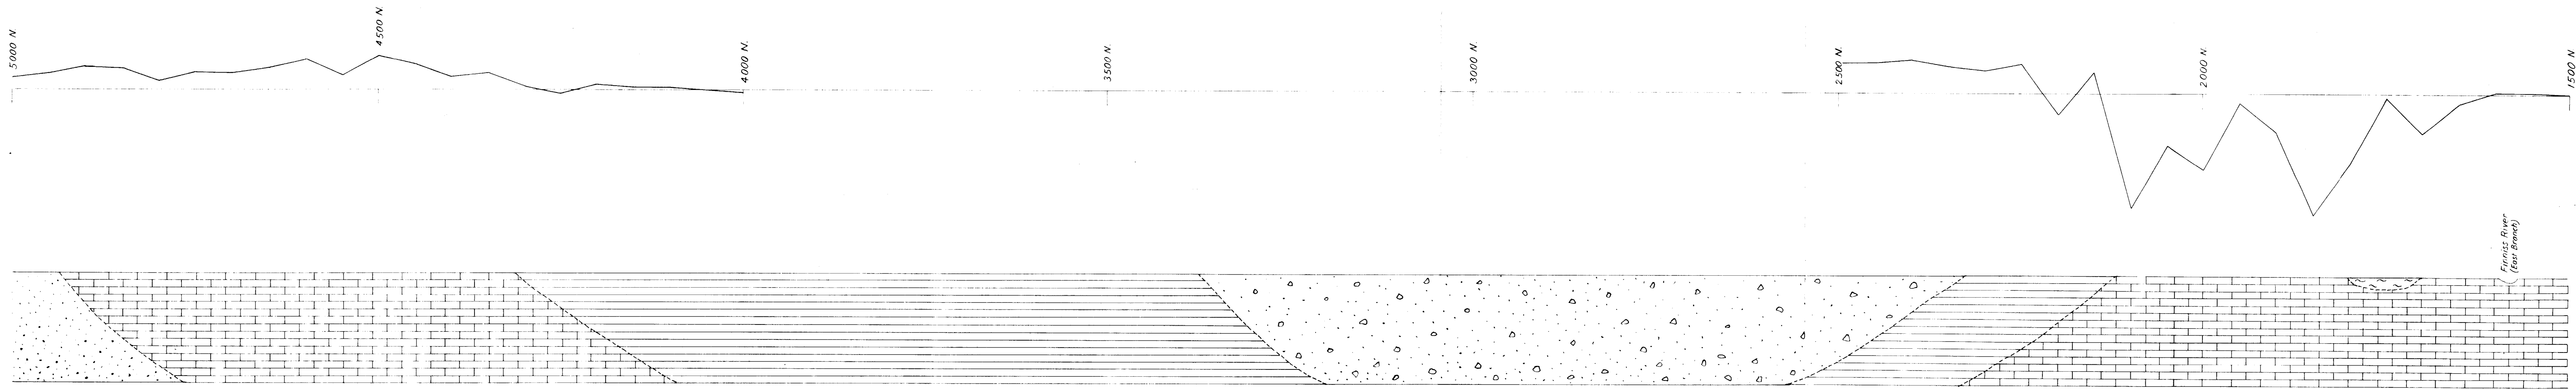 5000 N.
4500 N.
4000 N.
3500 N.
3000 N.
2500 N.
2000 N.
1500 N
Finniss River
(East Branch)